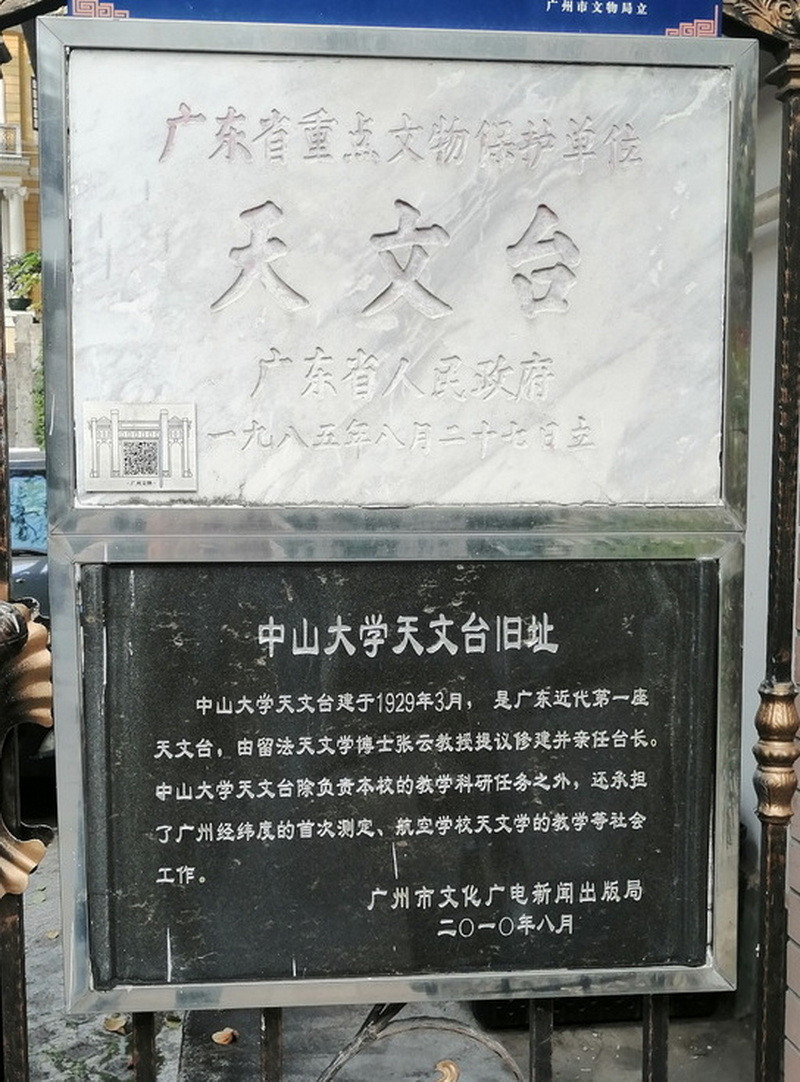 广州市文物局立
广东省重点文物保护单位
天文台
广东省人民政府
一九八五年八月二十七日立
·广州文物·
中山大学天文台旧址
中山大学天文台建于1929年3月，是广东近代第一座
天文台，由留法天文学博士张云教授提议修建并亲任台长。
中山大学天文台除负责本校的教学科研任务之外，还承担
了广州经纬度的首次测定、航空学校天文学的教学等社会
工作。
广州市文化广电新闻出版局
二〇一〇年八月